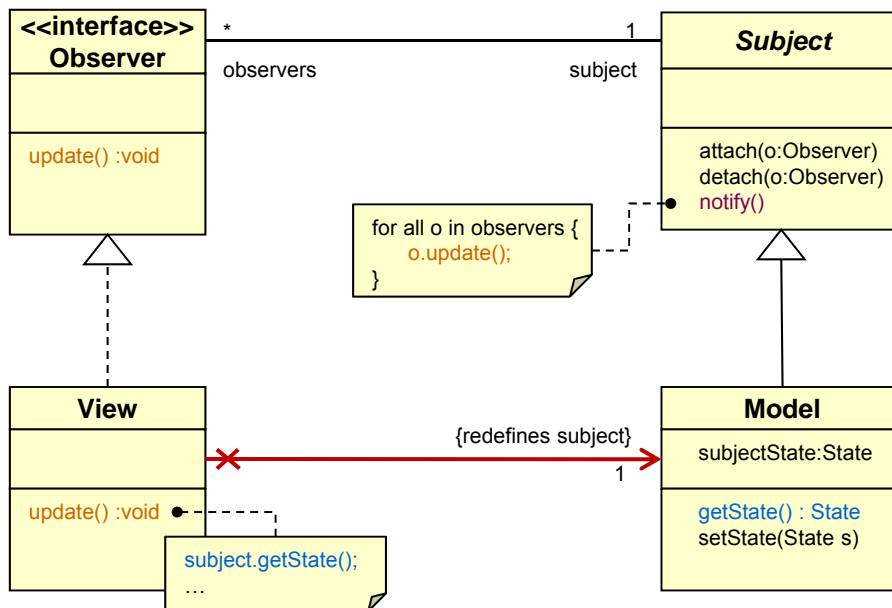 <<interface>>
Observer
update() :void
*
observers
1
subject
Subject
attach(o:Observer)
detach(o:Observer)
notify()
for all o in observers {
o.update();
}
View
update() :void
subject.getState();
…
{redefines subject}
1
Model
subjectState:State
getState() : State
setState(State s)